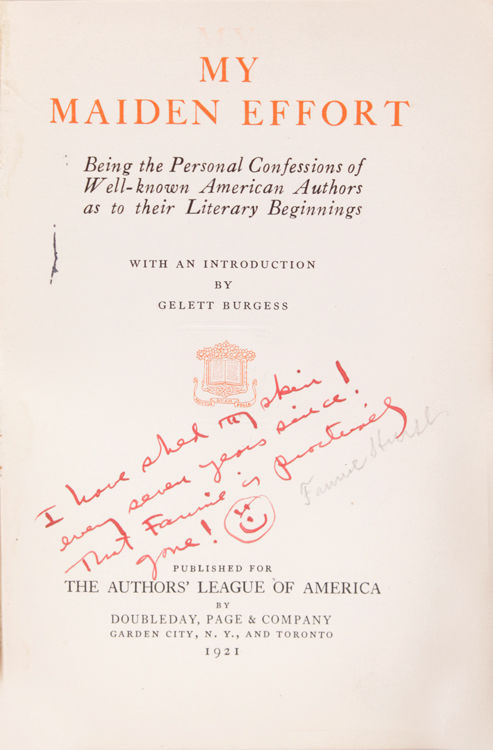 MY
MAIDEN EFFORT
Being the Personal Confessions of
Well-known American Authors
as to their Literary Beginnings
WITH AN INTRODUCTION
BY
GELETT BURGESS
I have shed my skin
every seven years since!
That Fannie is practically
gone!
Fannie Hurst
PUBLISHED FOR
THE AUTHORS' LEAGUE OF AMERICA
BY
DOUBLEDAY, PAGE & COMPANY
GARDEN CITY, N. Y., AND TORONTO
1921